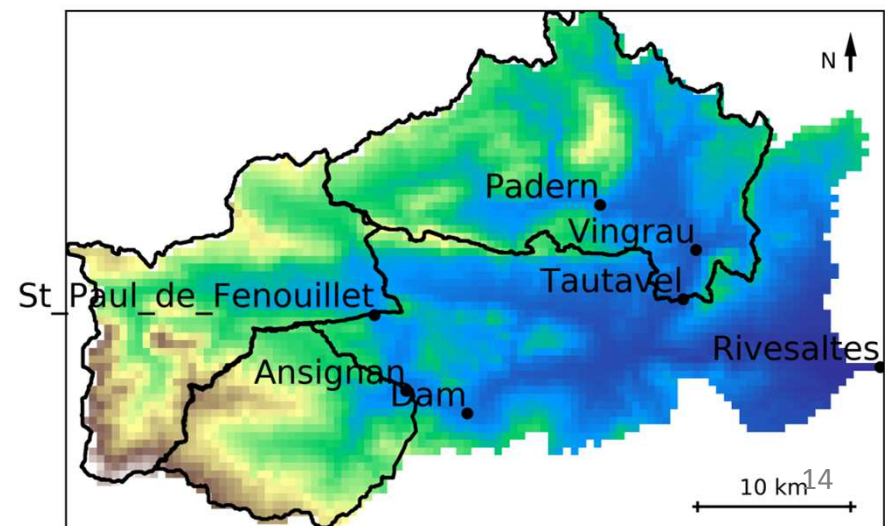 N
Padern
Vingrau
Tautavel
St_Paul_de_Fenouillet
Rivesaltes
Ansignan
Dam
10 km
14